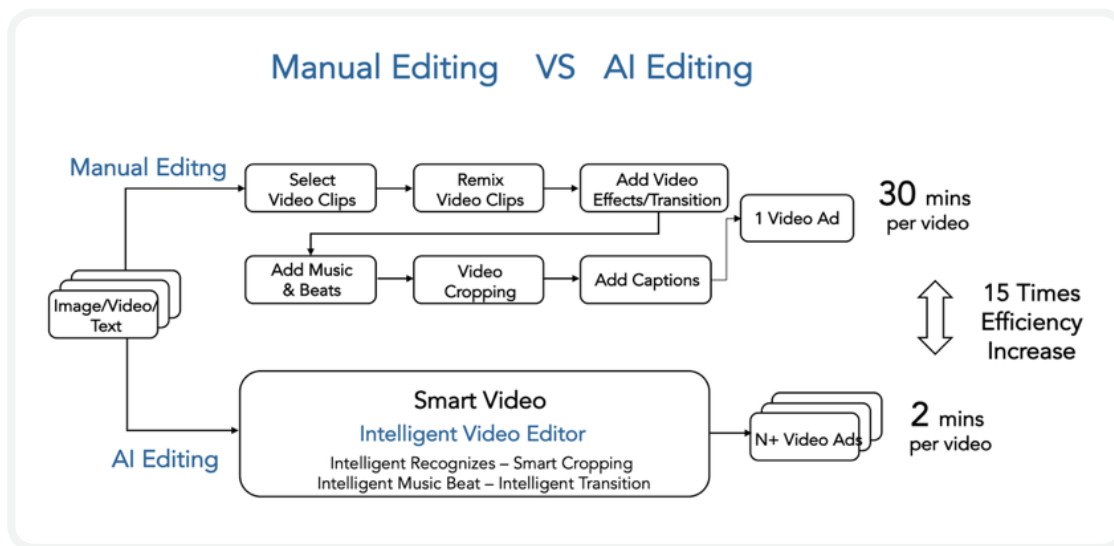 Manual Editing VS AI Editing
Manual Editng
Select
Video Clips
Remix
Video Clips
Add Video
Effects/Transition
1 Video Ad
30 mins
per video
Add Music
& Beats
Video
Cropping
Add Captions
Image/Video/
Text
15 Times
Efficiency
Increase
AI Editing
Smart Video
Intelligent Video Editor
Intelligent Recognizes – Smart Cropping
Intelligent Music Beat – Intelligent Transition
N+ Video Ads
2 mins
per video